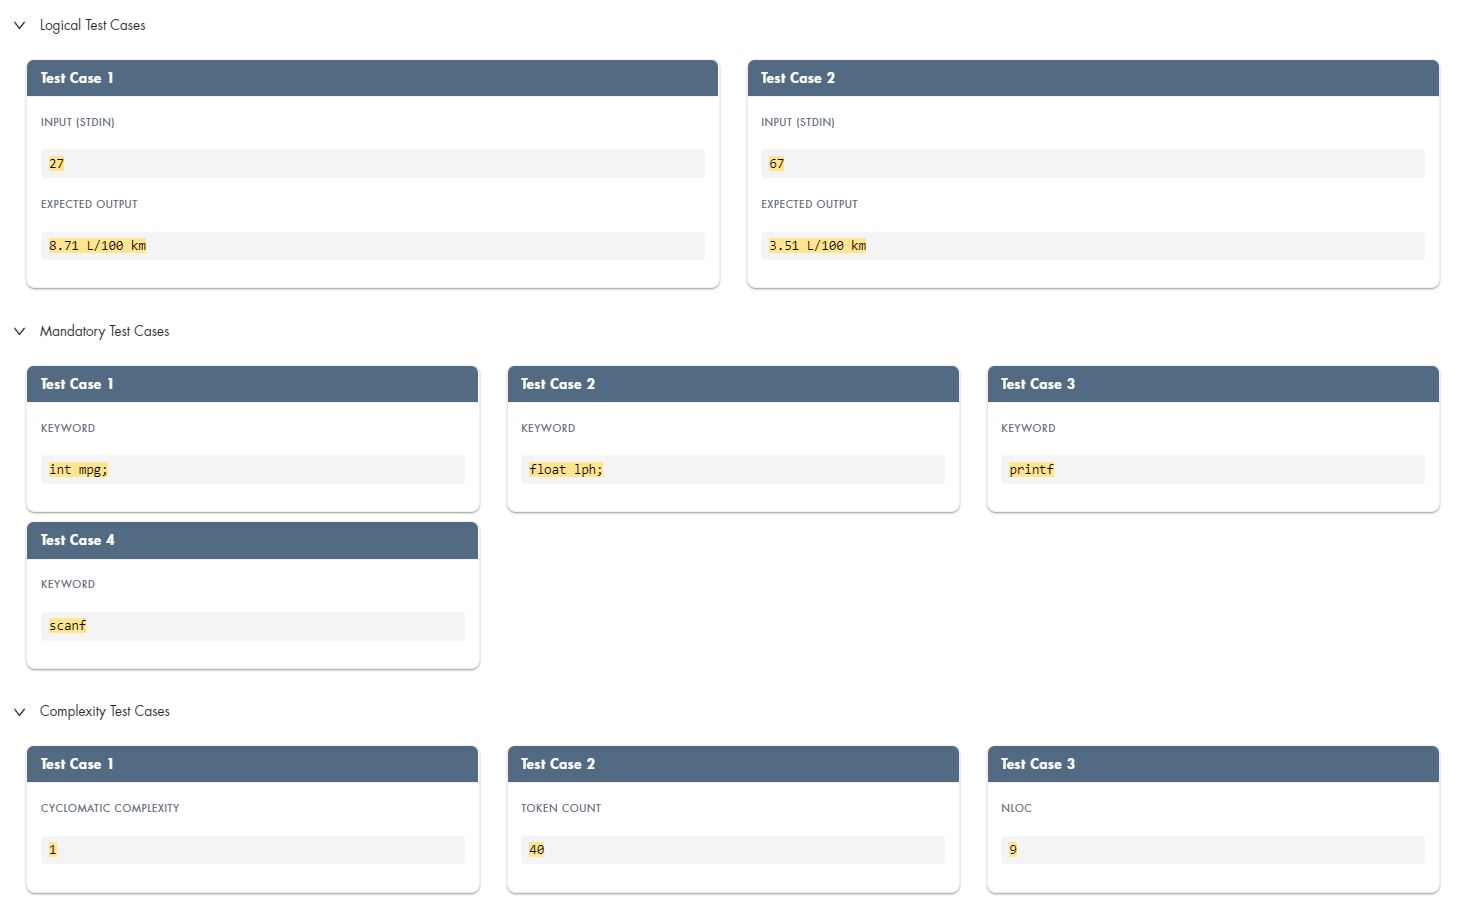 Logical Test Cases
Test Case 1
INPUT (STDIN)
27
EXPECTED OUTPUT
8.71 L/100 km
Test Case 2
INPUT (STDIN)
67
EXPECTED OUTPUT
3.51 L/100 km
Mandatory Test Cases
Test Case 1
KEYWORD
int mpg;
Test Case 2
KEYWORD
float lph;
Test Case 3
KEYWORD
printf
Test Case 4
KEYWORD
scanf
Complexity Test Cases
Test Case 1
CYCLOMATIC COMPLEXITY
1
Test Case 2
TOKEN COUNT
40
Test Case 3
NLOC
9